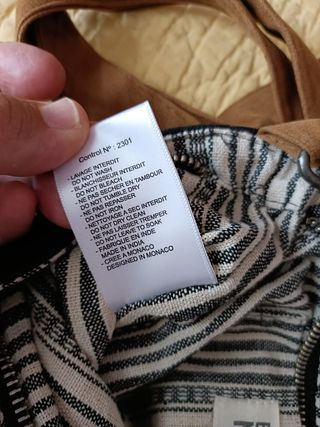 Control N° : 2301
- LAVAGE INTERDIT
DO NOT WASH
- BLANCHISSEUR INTERDIT
DO NOT BLEACH
- NE PAS SÉCHER EN TAMBOUR
DO NOT TUMBLE DRY
- NE PAS REPASSER
DO NOT IRON
- NETTOYAGE A SEC INTERDIT
DO NOT DRY CLEAN
- NE PAS LAISSER TREMPER
DO NOT LEAVE TO SOAK
- FABRIQUE EN INDE
MADE IN INDIA
- CREE A MONACO
DESIGNED IN MONACO